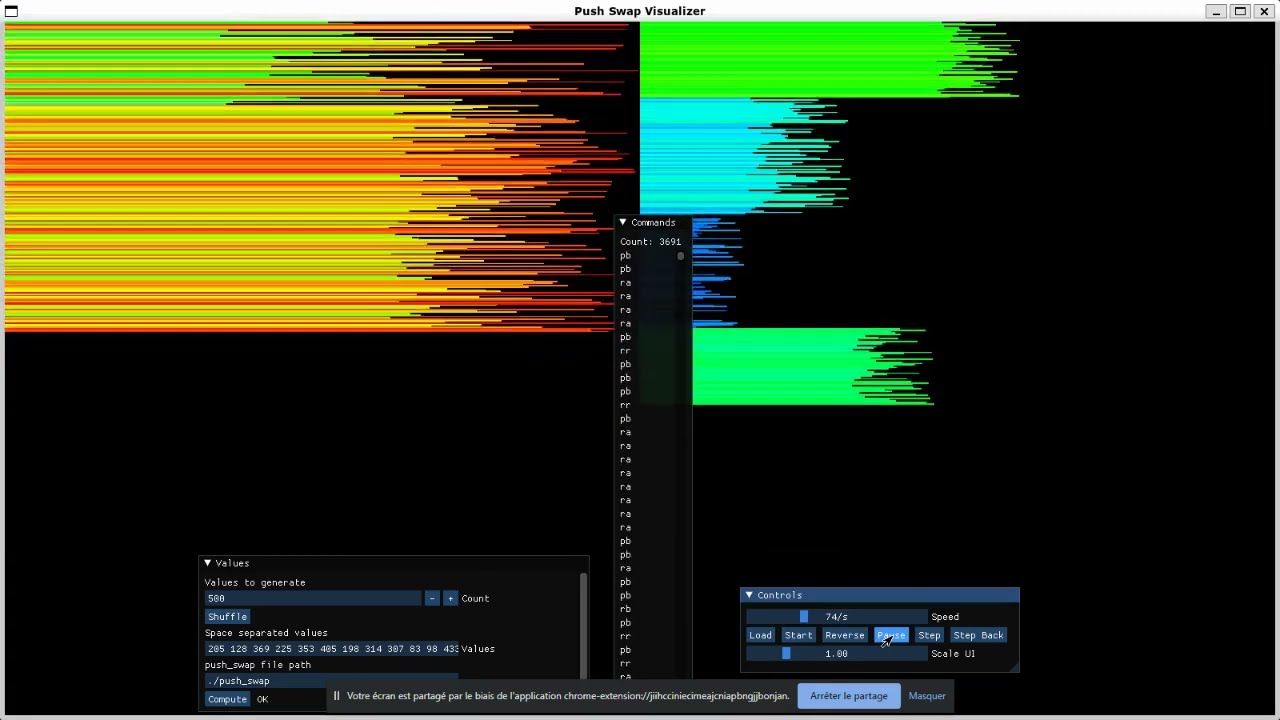 Push Swap Visualizer
Commands
Count: 3691
pb
pb
ra
ra
ra
ra
pb
rr
pb
pb
pb
rr
pb
ra
ra
ra
ra
ra
ra
ra
ra
pb
pb
ra
pb
pb
rb
pb
rr
pb
rr
ra
Values
Values to generate
500
-
+
Count
Shuffle
Space separated values
205 128 369 225 353 405 198 314 307 83 98 433
Values
push_swap file path
./push_swap
Compute
OK
Controls
74/s
Speed
Load
Start
Reverse
Pause
Step
Step Back
1.00
Scale UI
Votre écran est partagé par le biais de l'application chrome-extension://jiihcciniecimeajcniapbngjjbonjan.
Arrêter le partage
Masquer